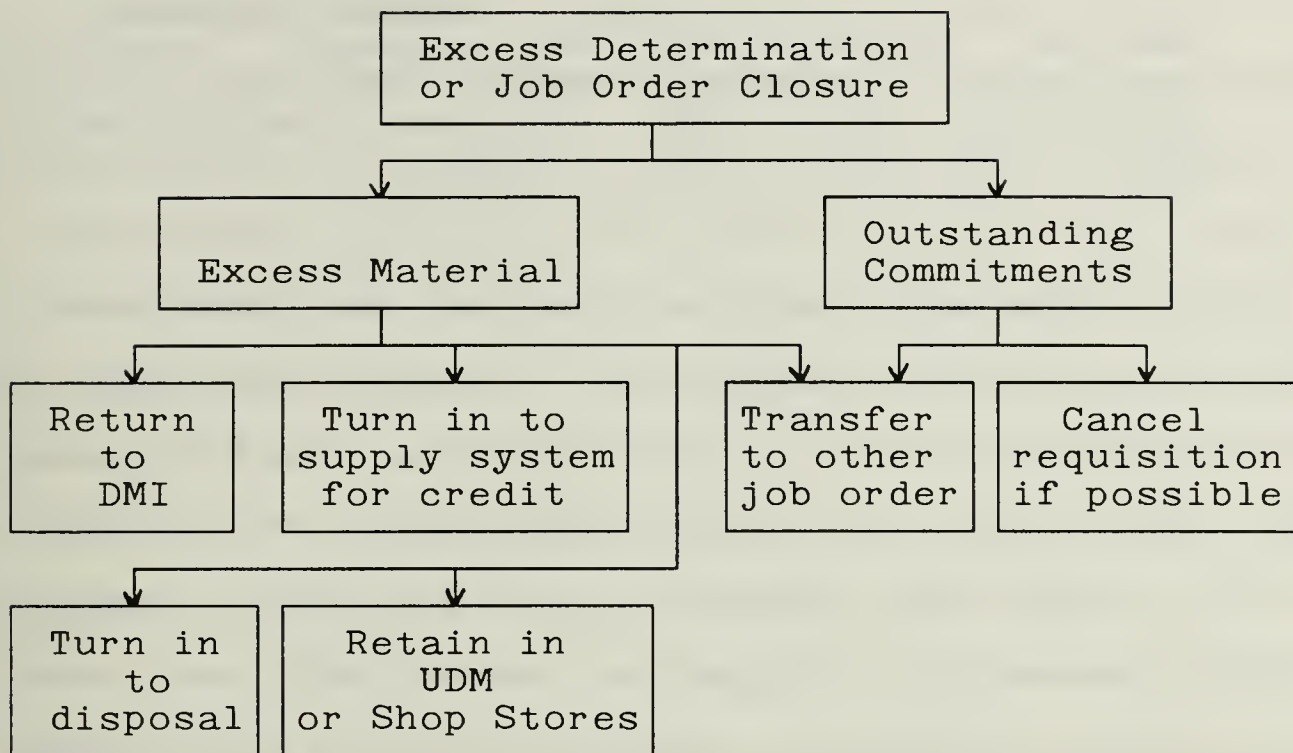 Excess Determination
or Job Order Closure
Excess Material
Outstanding
Commitments
Return
to
DMI
Turn in to
supply system
for credit
Transfer
to other
job order
Cancel
requisition
if possible
Turn in
to
disposal
Retain in
UDM
or Shop Stores